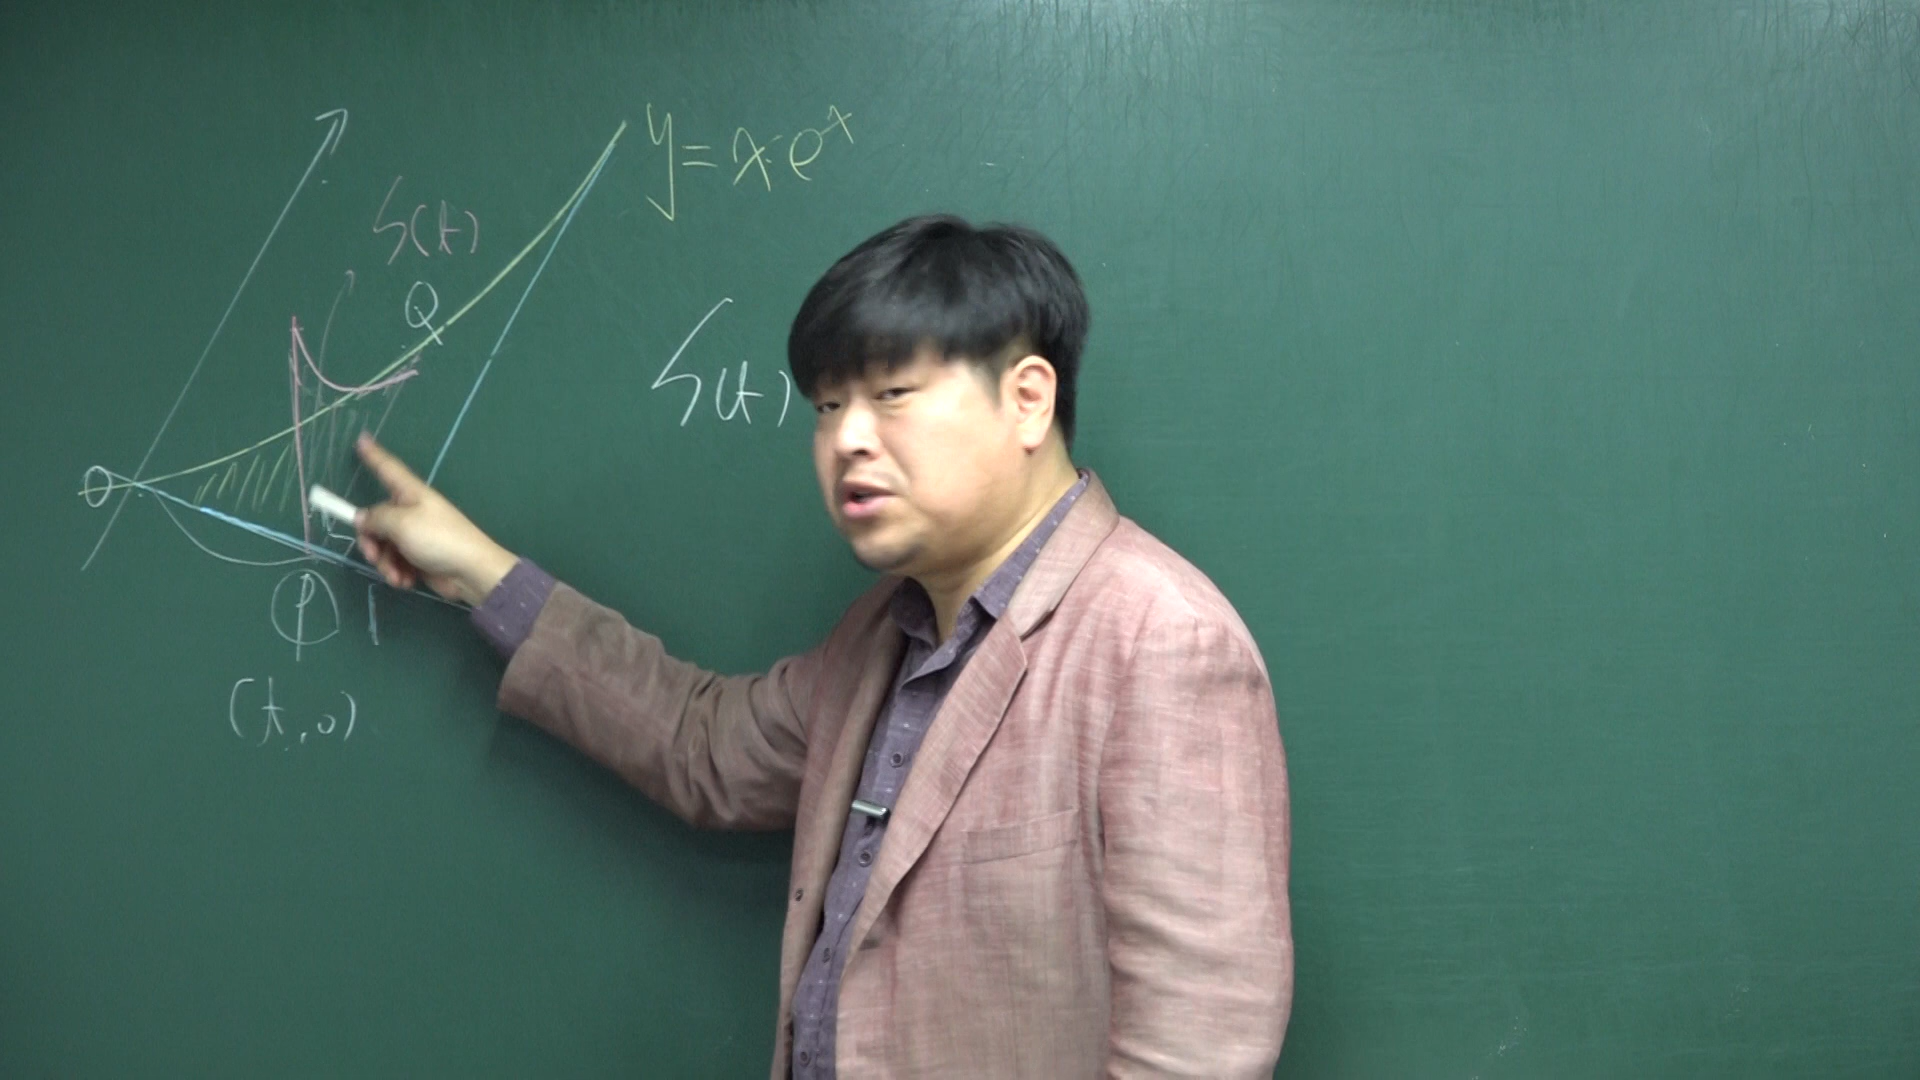 y = x·e^x
S(t)
Q
S(t)
O
P
1
(t, 0)